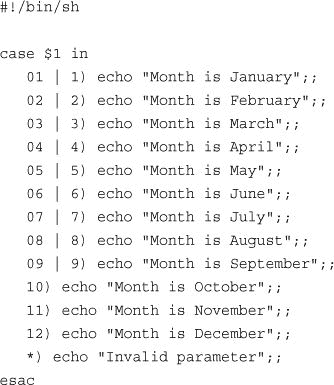 #!/bin/sh
case $1 in
01 | 1) echo "Month is January";;
02 | 2) echo "Month is February";;
03 | 3) echo "Month is March";;
04 | 4) echo "Month is April";;
05 | 5) echo "Month is May";;
06 | 6) echo "Month is June";;
07 | 7) echo "Month is July";;
08 | 8) echo "Month is August";;
09 | 9) echo "Month is September";;
10) echo "Month is October";;
11) echo "Month is November";;
12) echo "Month is December";;
*) echo "Invalid parameter";;
esac